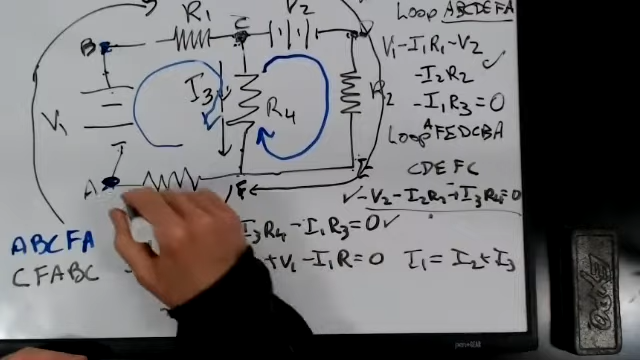 R₁
C
V₂
B
I₃
R₄
V₁
A
F
ABCFA
CFABC
I₃R₄ - I₁R₃ = 0 ✓
+ V₁ - I₁R = 0
I₁ = I₂ + I₃
Loop ABCDEFA
V₁ - I₁R₁ - V₂
- I₂R₂
- I₁R₃ = 0
Loop AFEDCBA
CDEFC
✓ - V₂ - I₂R₂ + I₃R₄ = 0